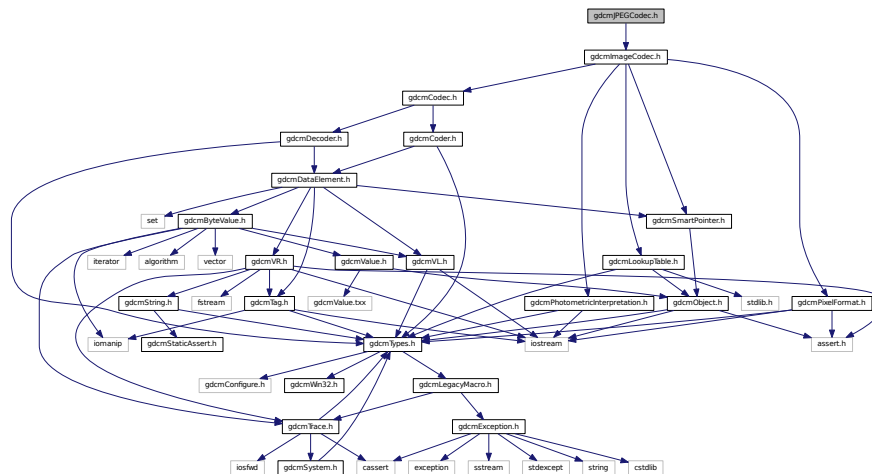 gdcmJPEGCodec.h
gdcmImageCodec.h
gdcmCodec.h
gdcmDecoder.h
gdcmCoder.h
gdcmDataElement.h
set
gdcmByteValue.h
gdcmSmartPointer.h
iterator
algorithm
vector
gdcmVR.h
gdcmValue.h
gdcmVL.h
gdcmLookupTable.h
gdcmString.h
fstream
gdcmTag.h
gdcmValue.txx
gdcmPhotometricInterpretation.h
gdcmObject.h
stdlib.h
gdcmPixelFormat.h
iomanip
gdcmStaticAssert.h
gdcmTypes.h
iostream
assert.h
gdcmConfigure.h
gdcmWin32.h
gdcmLegacyMacro.h
gdcmTrace.h
gdcmException.h
iosfwd
gdcmSystem.h
cassert
exception
sstream
stdexcept
string
cstdlib